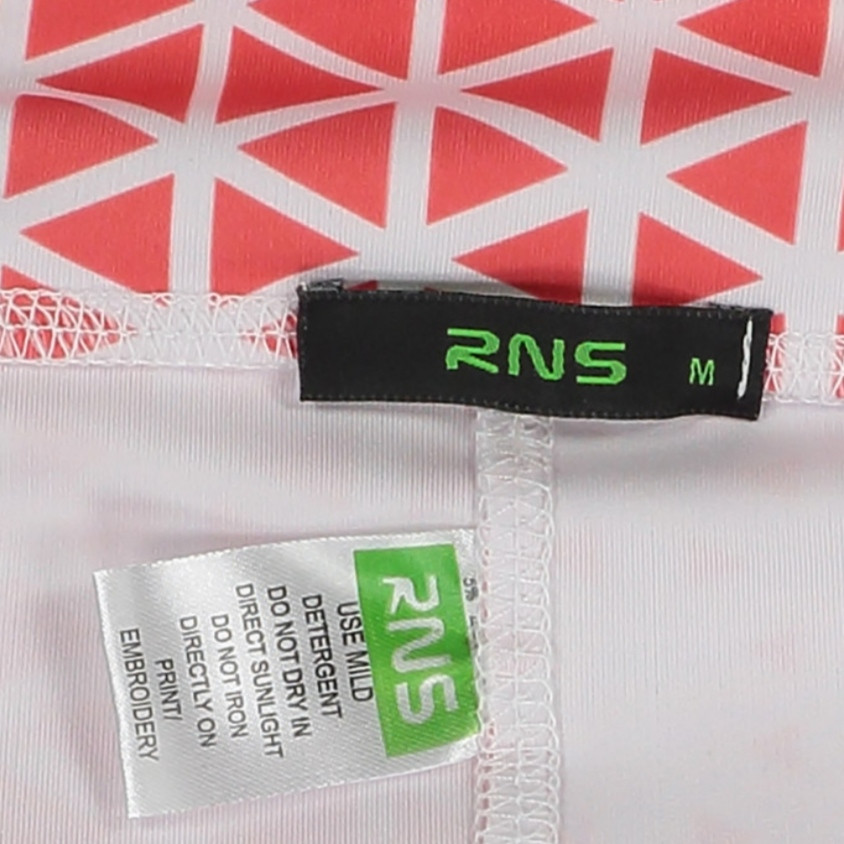 RNS M
RNS
USE MILD
DETERGENT
DO NOT DRY IN
DIRECT SUNLIGHT
DO NOT IRON
DIRECTLY ON
PRINT/
EMBROIDERY